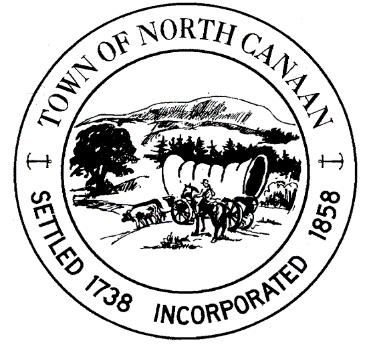 TOWN OF NORTH CANAAN
SETTLED 1738 INCORPORATED 1858